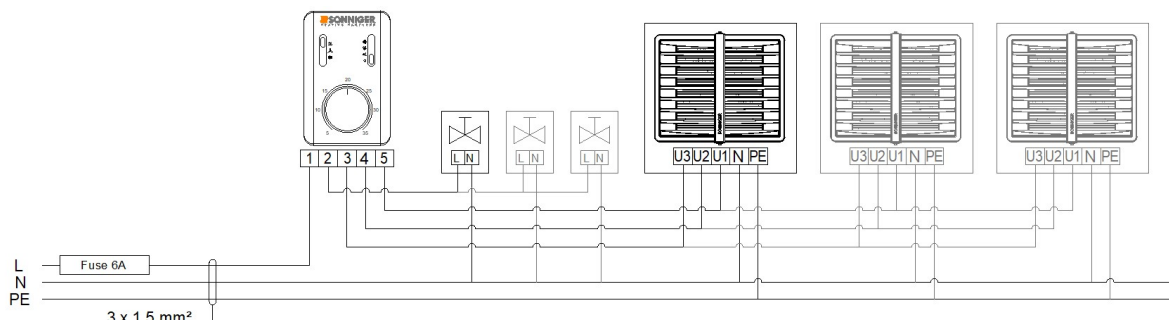 SONNIGER
20
15
25
10
30
5
35
1 2 3 4 5
L N
L N
L N
U3 U2 U1 N PE
U3 U2 U1 N PE
U3 U2 U1 N PE
L
Fuse 6A
N
PE
3 x 1,5 mm²